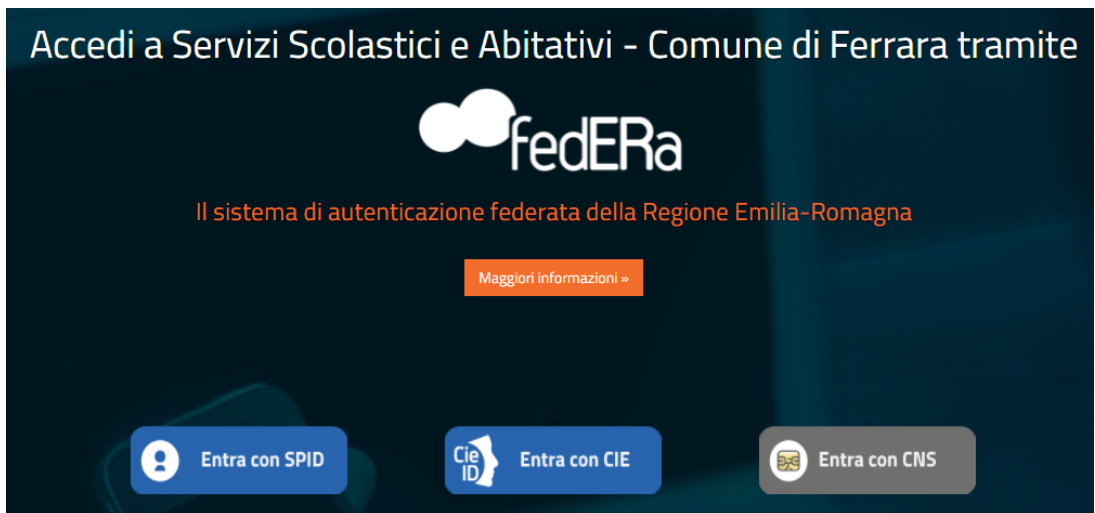 Accedi a Servizi Scolastici e Abitativi - Comune di Ferrara tramite
fedERa
Il sistema di autenticazione federata della Regione Emilia-Romagna
Maggiori informazioni »
Entra con SPID
Cie
ID
Entra con CIE
Entra con CNS